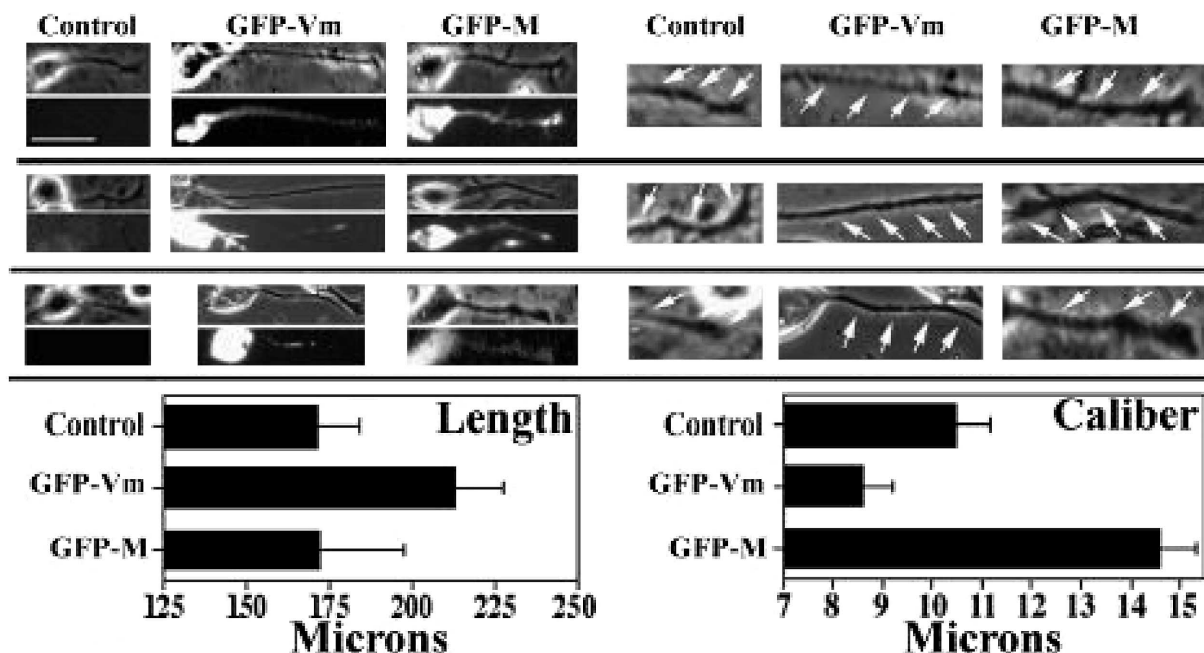 Control GFP-Vm GFP-M Control GFP-Vm GFP-M
Length
Control
GFP-Vm
GFP-M
125 150 175 200 225 250
Microns
Caliber
Control
GFP-Vm
GFP-M
7 8 9 10 11 12 13 14 15
Microns